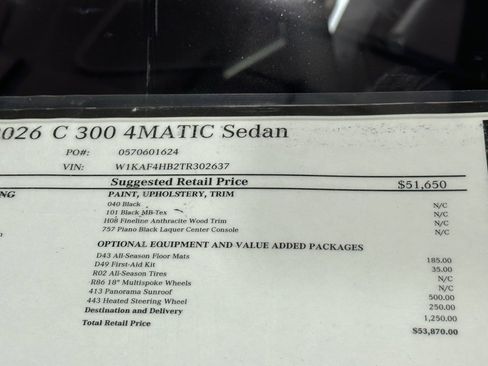 026 C 300 4MATIC Sedan
PO#: 0570601624
VIN: W1KAF4HB2TR302637
Suggested Retail Price $51,650
NG PAINT, UPHOLSTERY, TRIM
040 Black N/C
101 Black MB-Tex N/C
H08 Fineline Anthracite Wood Trim N/C
757 Piano Black Laquer Center Console N/C
OPTIONAL EQUIPMENT AND VALUE ADDED PACKAGES
D43 All-Season Floor Mats 185.00
D49 First-Aid Kit 35.00
R02 All-Season Tires N/C
R86 18" Multispoke Wheels N/C
413 Panorama Sunroof 500.00
443 Heated Steering Wheel 250.00
Destination and Delivery 1,250.00
Total Retail Price $53,870.00